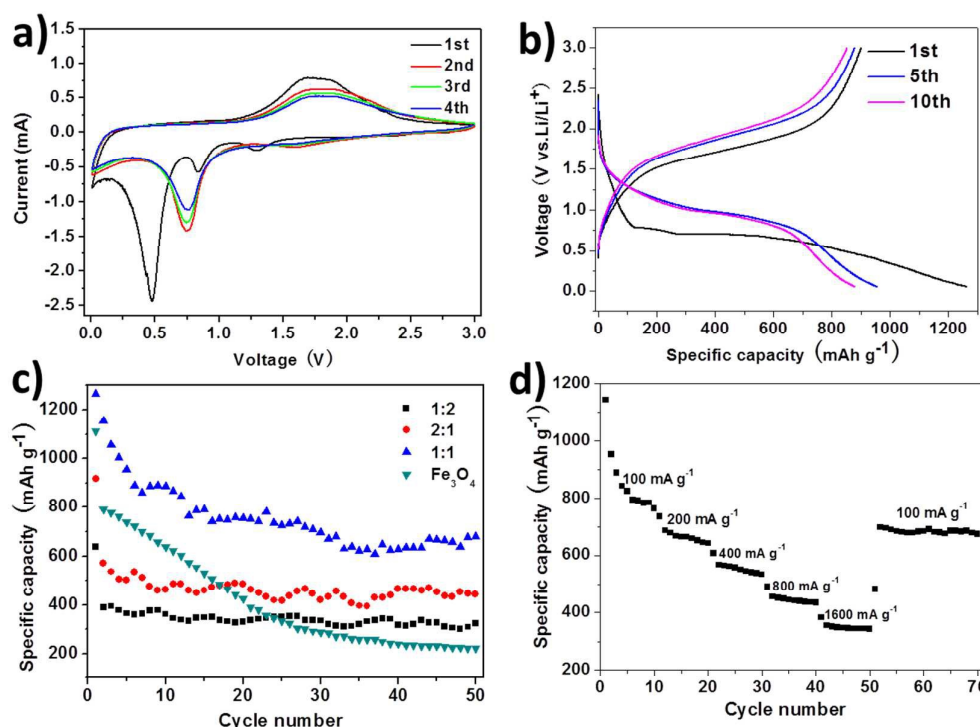 a)
1.5
1.0
0.5
0.0
-0.5
-1.0
-1.5
-2.0
-2.5
Current (mA)
1st
2nd
3rd
4th
0.0 0.5 1.0 1.5 2.0 2.5 3.0
Voltage (V)
b)
3.0
2.5
2.0
1.5
1.0
0.5
0.0
Voltage (V vs.Li/Li⁺)
1st
5th
10th
0 200 400 600 800 1000 1200
Specific capacity (mAh g⁻¹)
c)
1200
1000
800
600
400
200
Specific capacity (mAh g⁻¹)
1:2
2:1
1:1
Fe₃O₄
0 10 20 30 40 50
Cycle number
d)
1200
1000
800
600
400
200
Specific capacity (mAh g⁻¹)
100 mA g⁻¹
200 mA g⁻¹
400 mA g⁻¹
800 mA g⁻¹
1600 mA g⁻¹
100 mA g⁻¹
0 10 20 30 40 50 60 70
Cycle number